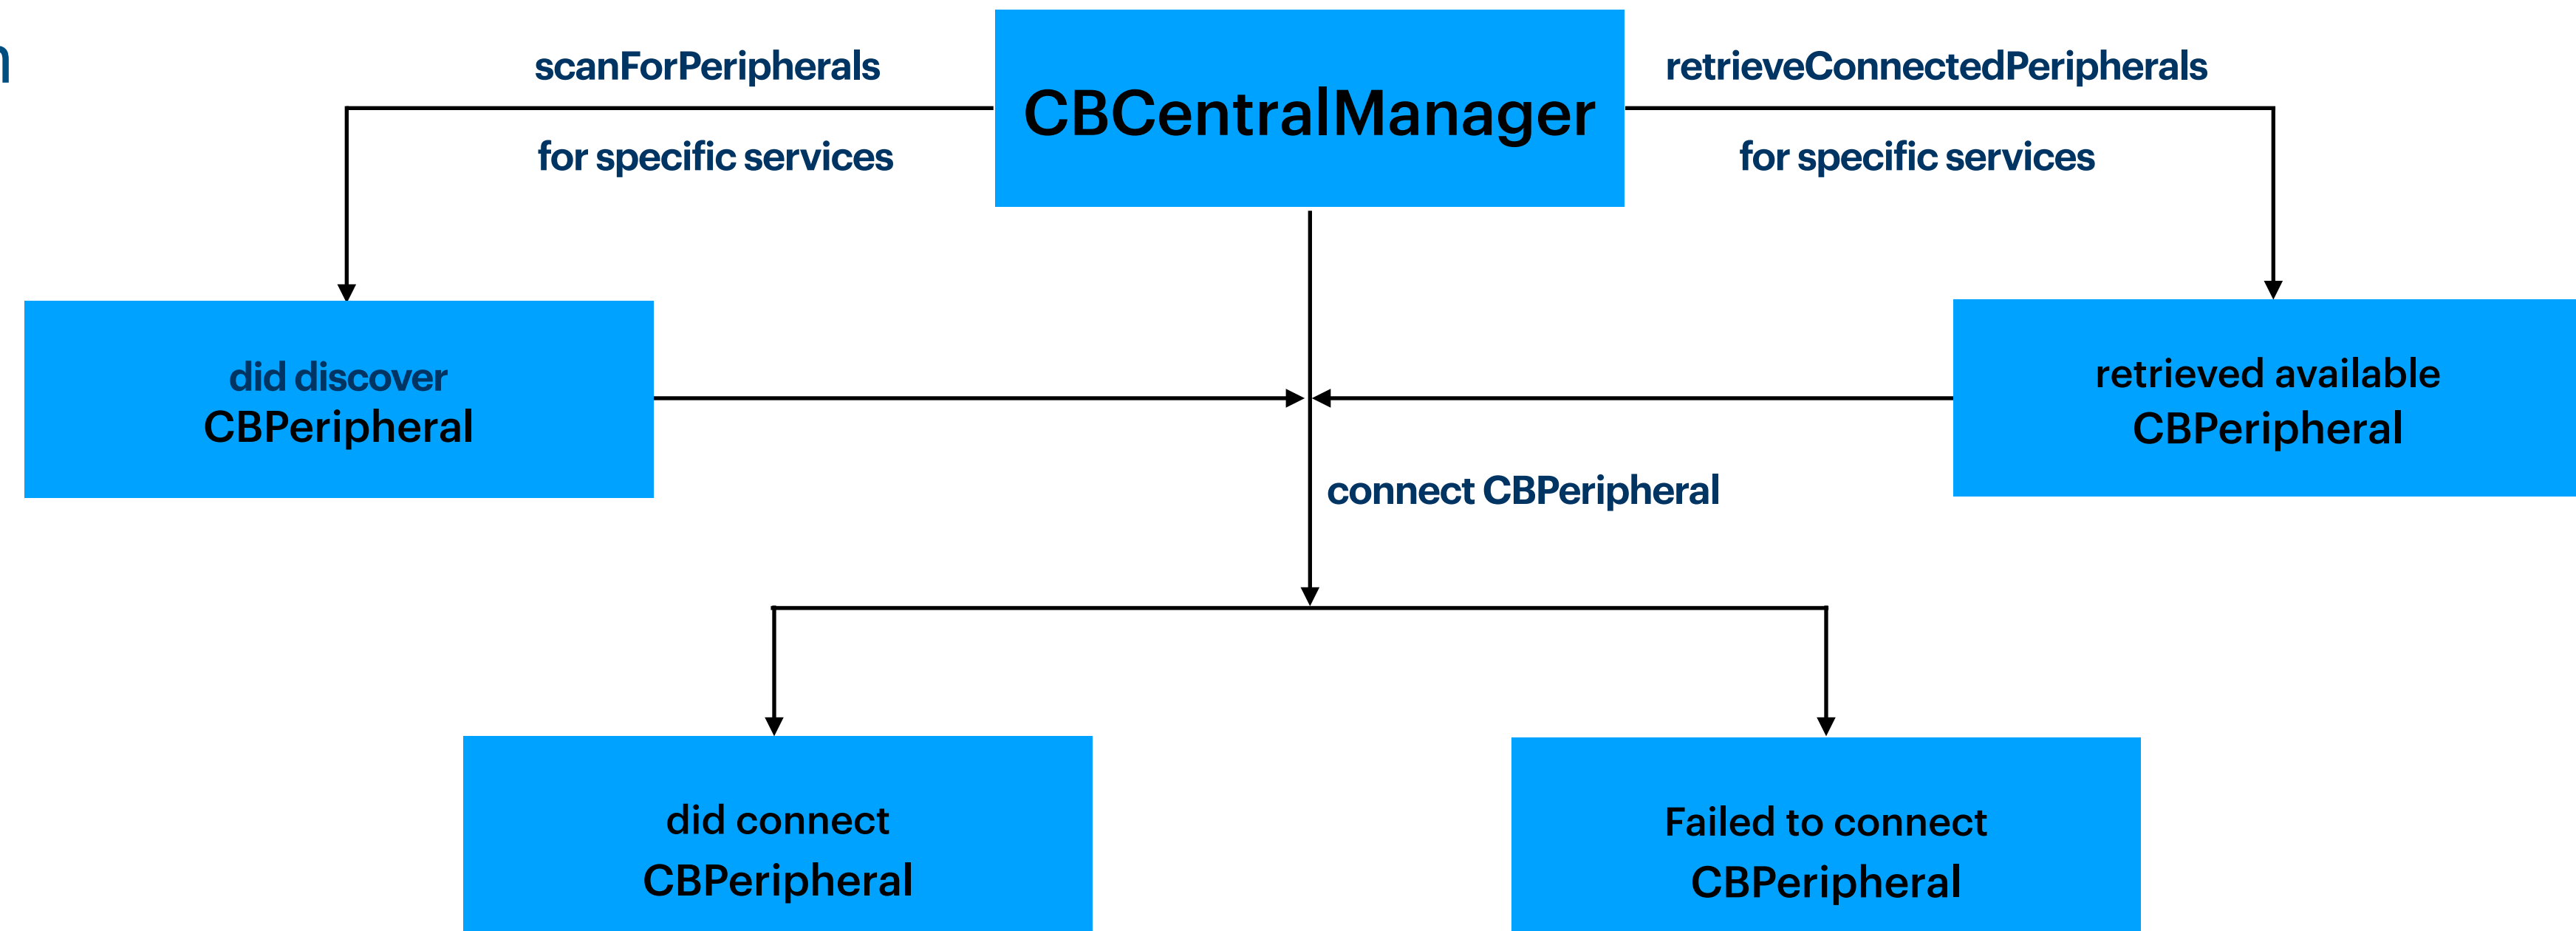 n
scanForPeripherals
for specific services
CBCentralManager
retrieveConnectedPeripherals
for specific services
did discover
CBPeripheral
retrieved available
CBPeripheral
connect CBPeripheral
did connect
CBPeripheral
Failed to connect
CBPeripheral